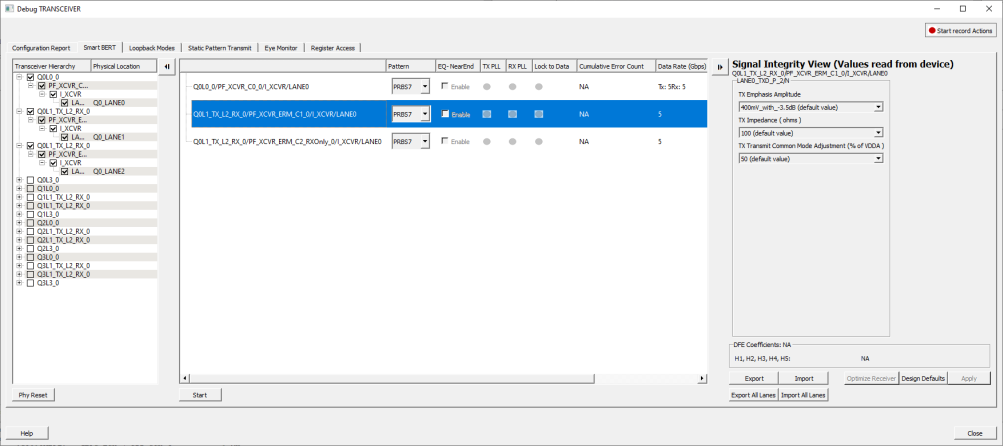 Debug TRANSCEIVER
Start record Actions
Configuration Report Smart BERT Loopback Modes Static Pattern Transmit Eye Monitor Register Access
Transceiver Hierarchy Physical Location
Q0L0_0
PF_XCVR_C...
I_XCVR
LA... Q0_LANE0
Q0L1_TX_L2_RX_0
PF_XCVR_E...
I_XCVR
LA... Q0_LANE1
Q0L1_TX_L2_RX_0
PF_XCVR_E...
I_XCVR
LA... Q0_LANE2
Q0L3_0
Q1L0_0
Q1L1_TX_L2_RX_0
Q1L1_TX_L2_RX_0
Q1L3_0
Q2L0_0
Q2L1_TX_L2_RX_0
Q2L1_TX_L2_RX_0
Q2L3_0
Q3L0_0
Q3L1_TX_L2_RX_0
Q3L1_TX_L2_RX_0
Q3L3_0
Phy Reset
Pattern EQ-NearEnd TX PLL RX PLL Lock to Data Cumulative Error Count Data Rate (Gbps)
Q0L0_0/PF_XCVR_C0_0/I_XCVR/LANE0 PRBS7 Enable NA Tx: 5Rx: 5
Q0L1_TX_L2_RX_0/PF_XCVR_ERM_C1_0/I_XCVR/LANE0 PRBS7 Enable NA 5
Q0L1_TX_L2_RX_0/PF_XCVR_ERM_C2_RXOnly_0/I_XCVR/LANE0 PRBS7 Enable NA 5
Start
Signal Integrity View (Values read from device)
Q0L1_TX_L2_RX_0/PF_XCVR_ERM_C1_0/I_XCVR/LANE0
LANE0_TXD_P_2/N
TX Emphasis Amplitude
400mV_with_-3.5dB (default value)
TX Impedance ( ohms )
100 (default value)
TX Transmit Common Mode Adjustment (% of VDDA )
50 (default value)
DFE Coefficients: NA
H1, H2, H3, H4, H5: NA
Export Import Optimize Receiver Design Defaults Apply
Export All Lanes Import All Lanes
Help Close